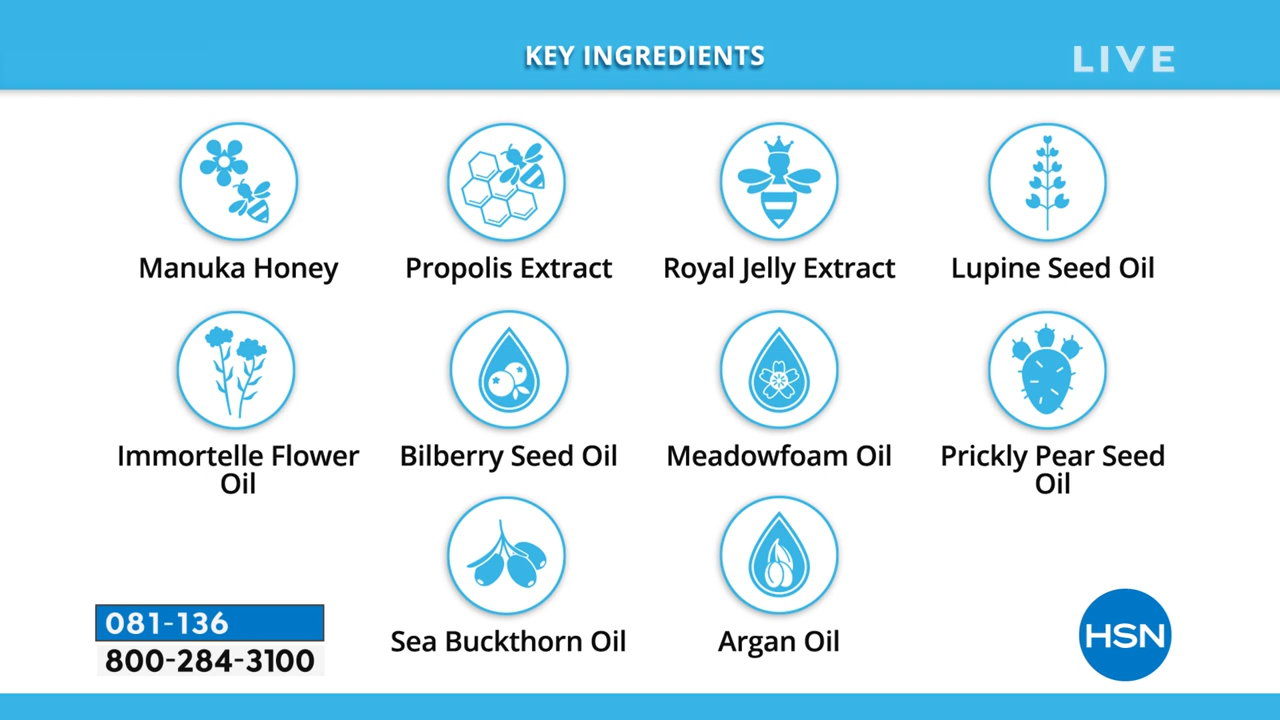 KEY INGREDIENTS
LIVE
Manuka Honey
Propolis Extract
Royal Jelly Extract
Lupine Seed Oil
Immortelle Flower
Oil
Bilberry Seed Oil
Meadowfoam Oil
Prickly Pear Seed
Oil
Sea Buckthorn Oil
Argan Oil
081-136
800-284-3100
HSN